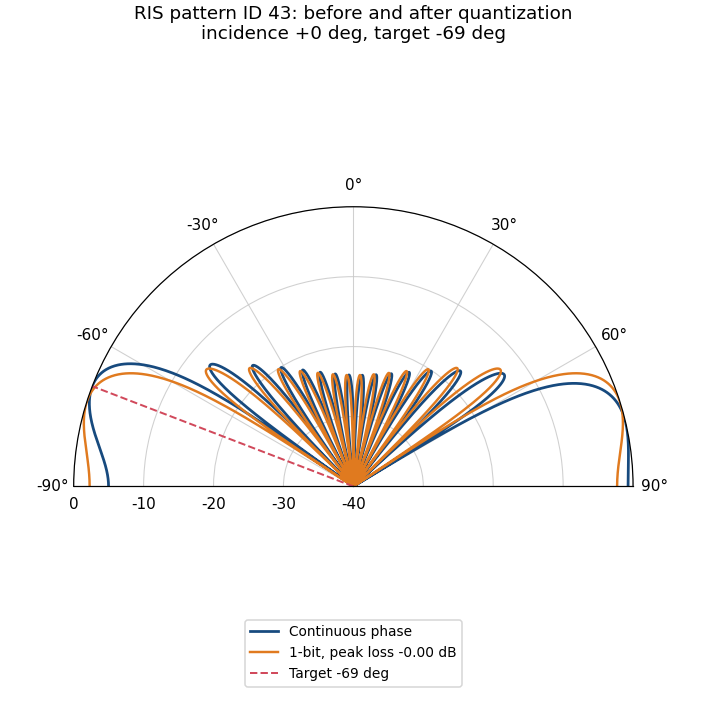 RIS pattern ID 43: before and after quantization
incidence +0 deg, target -69 deg
0°
-30°
30°
-60°
60°
-90°
90°
0
-10
-20
-30
-40
Continuous phase
1-bit, peak loss -0.00 dB
Target -69 deg